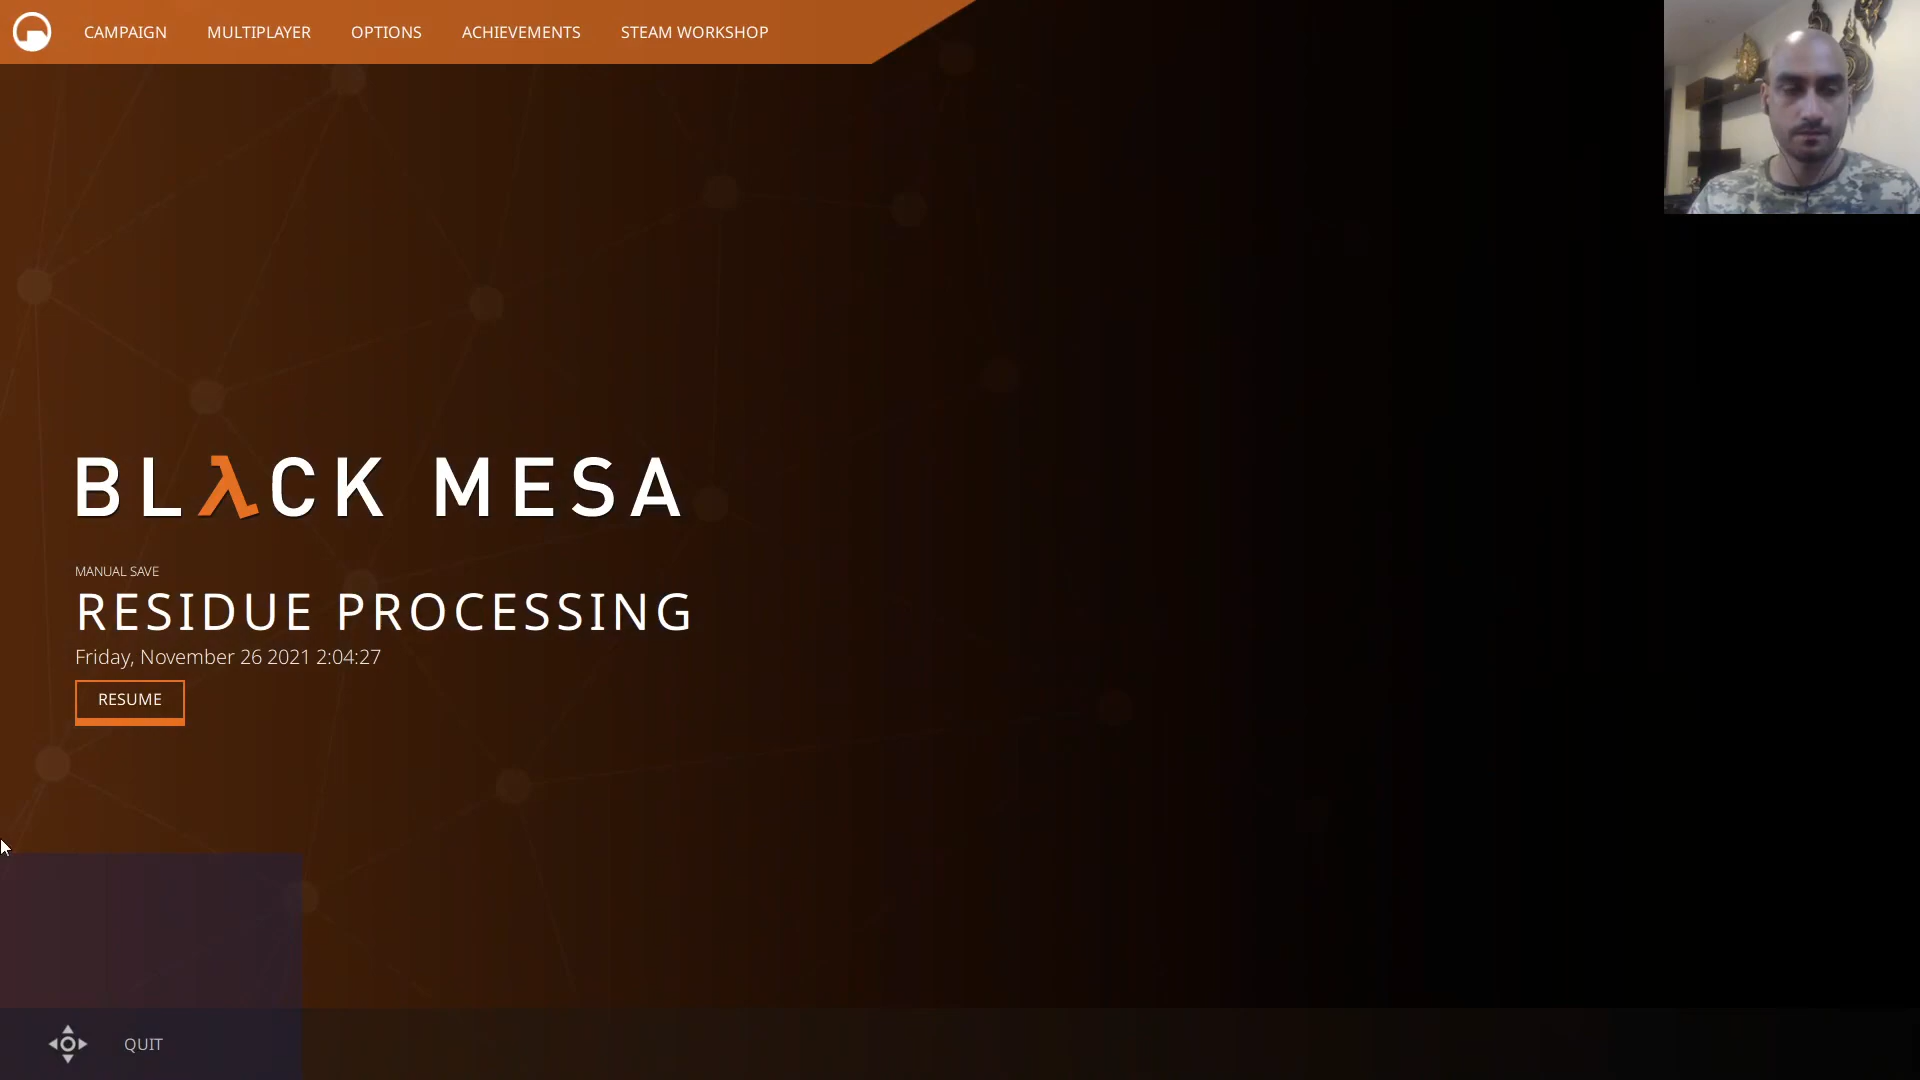 CAMPAIGN MULTIPLAYER OPTIONS ACHIEVEMENTS STEAM WORKSHOP
BLλCK MESA
MANUAL SAVE
RESIDUE PROCESSING
Friday, November 26 2021 2:04:27
RESUME
QUIT